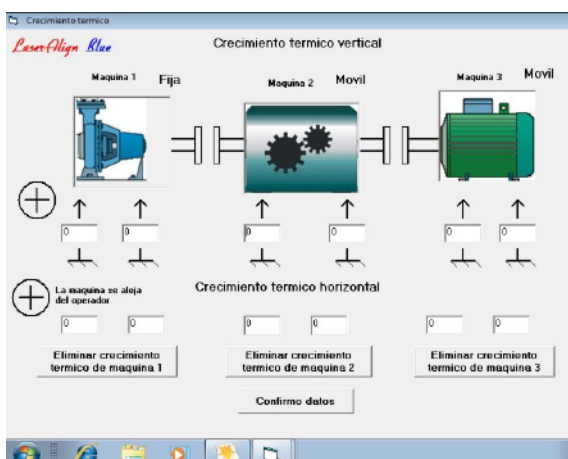 Crecimiento termico
LaserAlign Blue
Crecimiento termico vertical
Maquina 1
Fija
Maquina 2
Movil
Maquina 3
Movil
0 0 0 0 0 0
La maquina se aleja
del operador
Crecimiento termico horizontal
0 0 0 0 0 0
Eliminar crecimiento
termico de maquina 1
Eliminar crecimiento
termico de maquina 2
Eliminar crecimiento
termico de maquina 3
Confirmo datos